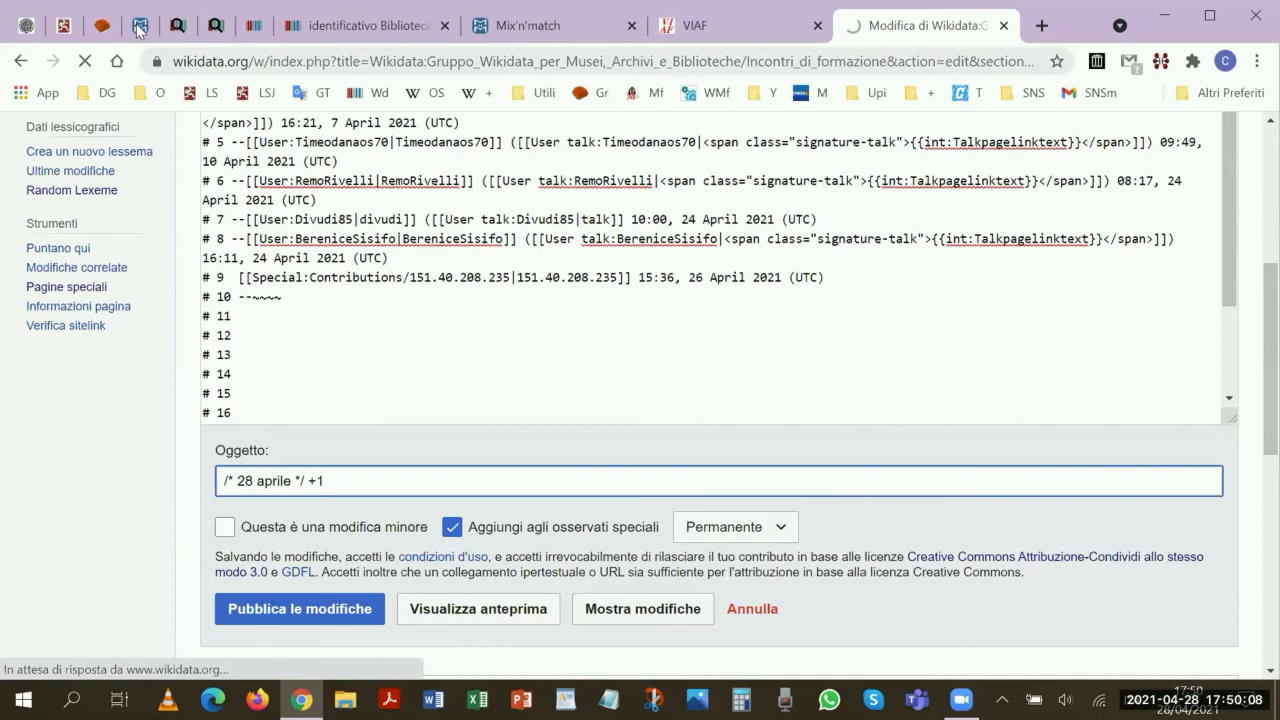 identificativo Biblioteca
Mix'n'match
VIAF
Modifica di Wikidata:G
wikidata.org/w/index.php?title=Wikidata:Gruppo_Wikidata_per_Musei,_Archivi_e_Biblioteche/Incontri_di_formazione&action=edit&section...
C
App DG O LS LSJ GT Wd OS + Utili Gr Mf WMf Y M Upi + T SNS SNSm Altri Preferiti
Dati lessicografici
Crea un nuovo lessema
Ultime modifiche
Random Lexeme
Strumenti
Puntano qui
Modifiche correlate
Pagine speciali
Informazioni pagina
Verifica sitelink
</span>]]) 16:21, 7 April 2021 (UTC)
# 5 --[[User:Timeodanaos70|Timeodanaos70]] ([[User talk:Timeodanaos70|<span class="signature-talk">{{int:Talkpagelinktext}}</span>]]) 09:49,
10 April 2021 (UTC)
# 6 --[[User:RemoRivelli|RemoRivelli]] ([[User talk:RemoRivelli|<span class="signature-talk">{{int:Talkpagelinktext}}</span>]]) 08:17, 24
April 2021 (UTC)
# 7 --[[User:Divudi85|divudi]] ([[User talk:Divudi85|talk]] 10:00, 24 April 2021 (UTC)
# 8 --[[User:BereniceSisifo|BereniceSisifo]] ([[User talk:BereniceSisifo|<span class="signature-talk">{{int:Talkpagelinktext}}</span>]])
16:11, 24 April 2021 (UTC)
# 9  [[Special:Contributions/151.40.208.235|151.40.208.235]] 15:36, 26 April 2021 (UTC)
# 10 --~~~~
# 11
# 12
# 13
# 14
# 15
# 16
Oggetto:
/* 28 aprile */ +1
Questa è una modifica minore
Aggiungi agli osservati speciali
Permanente
Salvando le modifiche, accetti le condizioni d'uso, e accetti irrevocabilmente di rilasciare il tuo contributo in base alle licenze Creative Commons Attribuzione-Condividi allo stesso
modo 3.0 e GDFL. Accetti inoltre che un collegamento ipertestuale o URL sia sufficiente per l'attribuzione in base alla licenza Creative Commons.
Pubblica le modifiche
Visualizza anteprima
Mostra modifiche
Annulla
In attesa di risposta da www.wikidata.org...
17:50
28/04/2021
2021-04-28 17:50:08